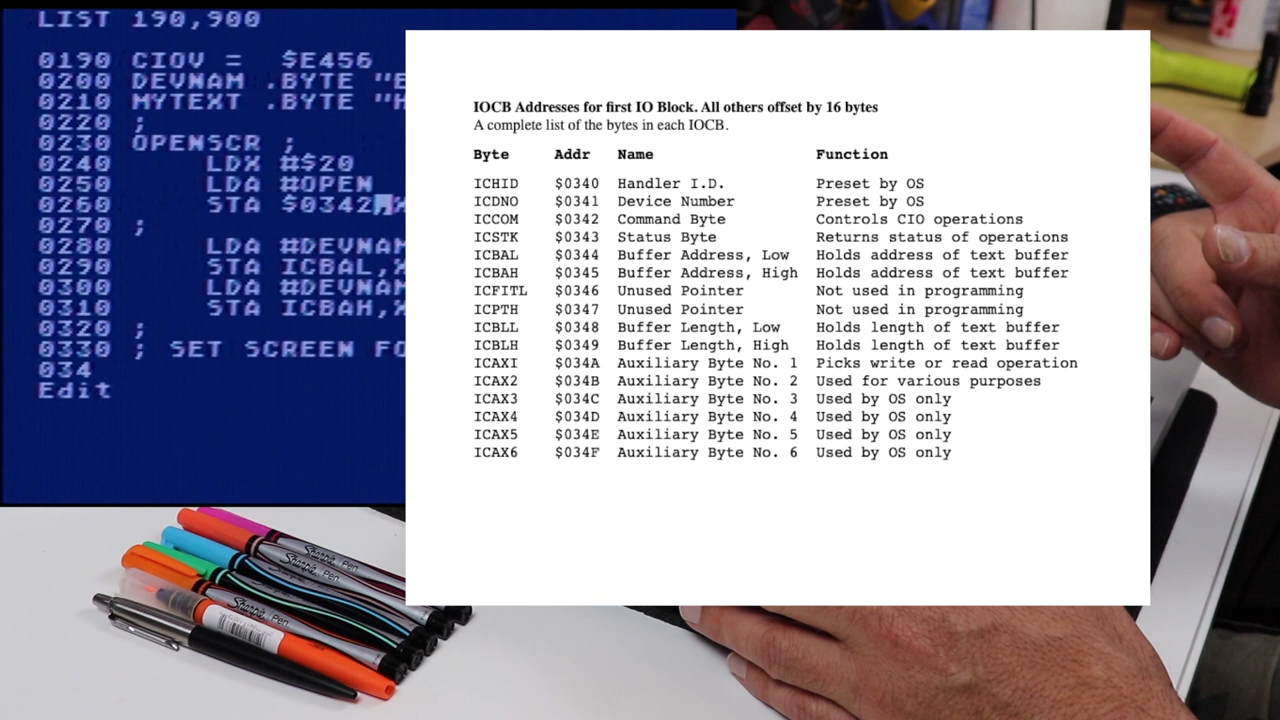 LIST 190,900
0190 CIOV = $E456
0200 DEVNAM .BYTE "E
0210 MYTEXT .BYTE "H
0220 ;
0230 OPENSCR ;
0240 LDX #$20
0250 LDA #OPEN
0260 STA $0342,X
0270 ;
0280 LDA #DEVNAM
0290 STA ICBAL,X
0300 LDA #DEVNAM
0310 STA ICBAH,X
0320 ;
0330 ; SET SCREEN FO
034
Edit
IOCB Addresses for first IO Block. All others offset by 16 bytes
A complete list of the bytes in each IOCB.
Byte Addr Name Function
ICHID $0340 Handler I.D. Preset by OS
ICDNO $0341 Device Number Preset by OS
ICCOM $0342 Command Byte Controls CIO operations
ICSTK $0343 Status Byte Returns status of operations
ICBAL $0344 Buffer Address, Low Holds address of text buffer
ICBAH $0345 Buffer Address, High Holds address of text buffer
ICFITL $0346 Unused Pointer Not used in programming
ICPTH $0347 Unused Pointer Not used in programming
ICBLL $0348 Buffer Length, Low Holds length of text buffer
ICBLH $0349 Buffer Length, High Holds length of text buffer
ICAXI $034A Auxiliary Byte No. 1 Picks write or read operation
ICAX2 $034B Auxiliary Byte No. 2 Used for various purposes
ICAX3 $034C Auxiliary Byte No. 3 Used by OS only
ICAX4 $034D Auxiliary Byte No. 4 Used by OS only
ICAX5 $034E Auxiliary Byte No. 5 Used by OS only
ICAX6 $034F Auxiliary Byte No. 6 Used by OS only
Sharpie. Pen
Sharpie. Pen
Sharpie. Pen